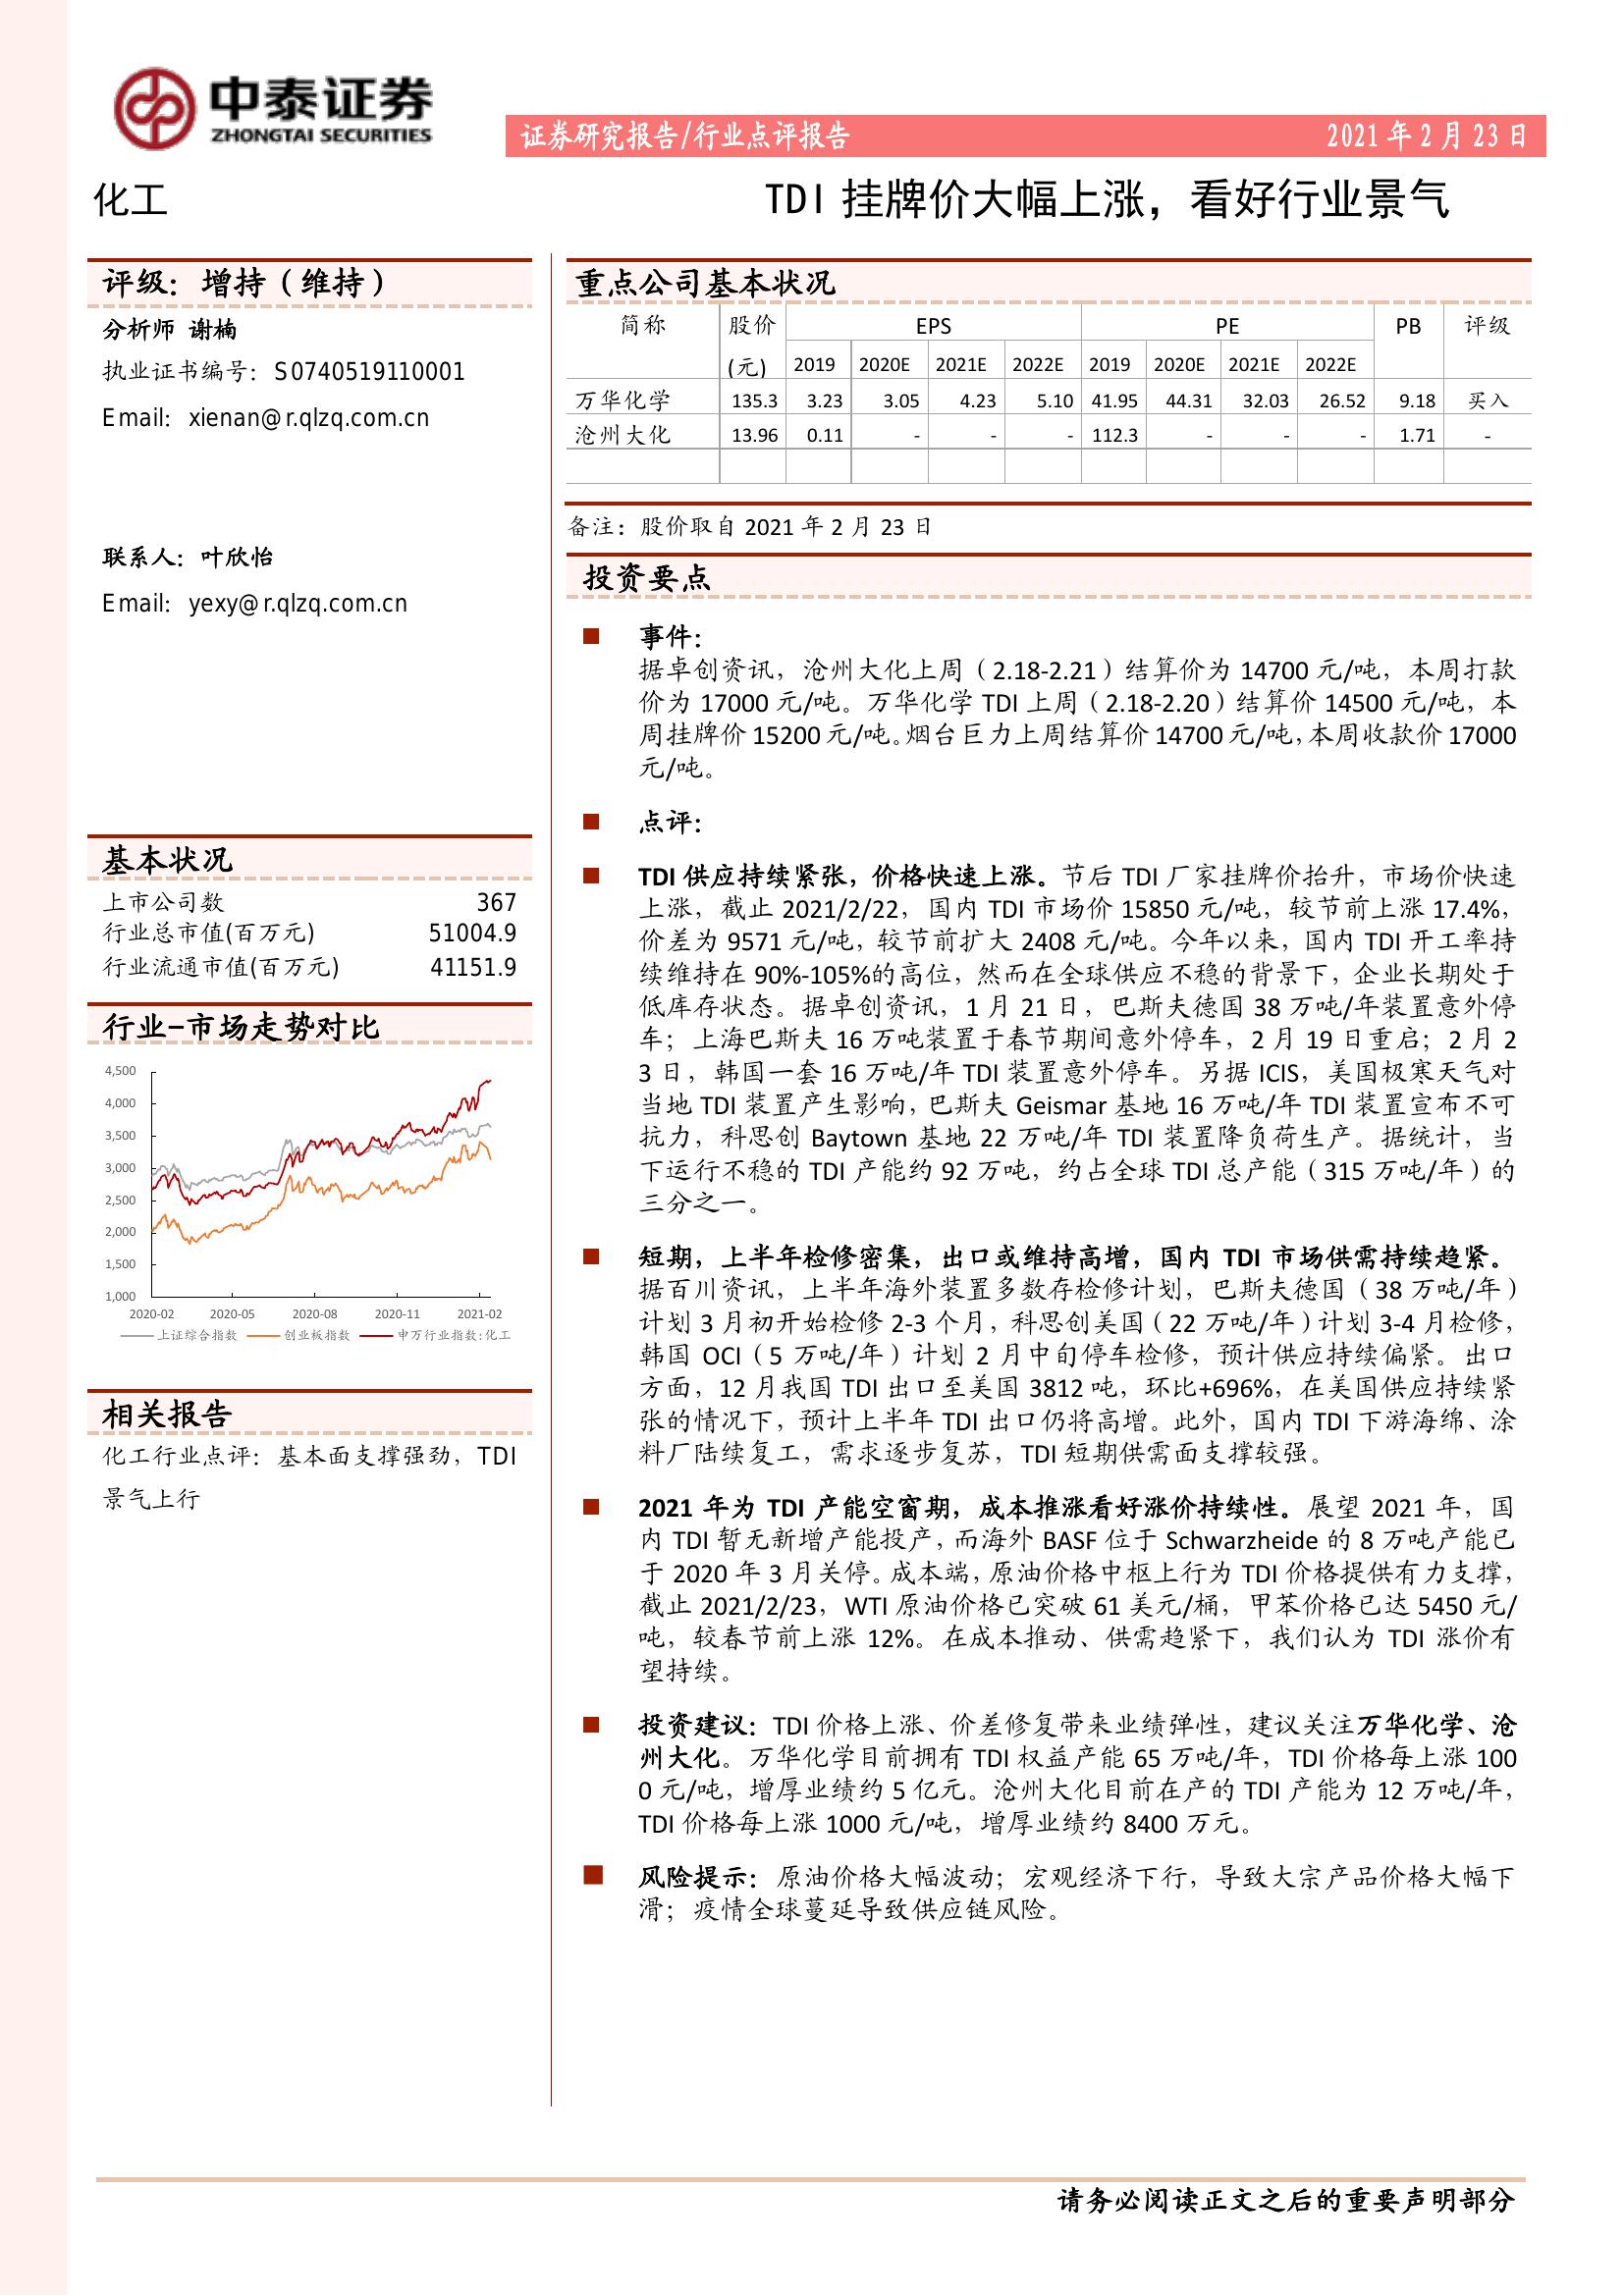 中泰证券
ZHONGTAI SECURITIES
证券研究报告/行业点评报告 2021 年 2 月 23 日
化工
TDI 挂牌价大幅上涨，看好行业景气
评级：增持（维持）
分析师 谢楠
执业证书编号：S0740519110001
Email：xienan@r.qlzq.com.cn
联系人：叶欣怡
Email：yexy@r.qlzq.com.cn
基本状况
上市公司数 367
行业总市值(百万元) 51004.9
行业流通市值(百万元) 41151.9
行业-市场走势对比
4,500
4,000
3,500
3,000
2,500
2,000
1,500
1,000
2020-02 2020-05 2020-08 2020-11 2021-02
上证综合指数 创业板指数 申万行业指数:化工
相关报告
化工行业点评：基本面支撑强劲，TDI
景气上行
重点公司基本状况
简称 股价 EPS PE PB 评级
(元) 2019 2020E 2021E 2022E 2019 2020E 2021E 2022E
万华化学 135.3 3.23 3.05 4.23 5.10 41.95 44.31 32.03 26.52 9.18 买入
沧州大化 13.96 0.11 - - - 112.3 - - - 1.71 -
备注：股价取自 2021 年 2 月 23 日
投资要点
事件：
据卓创资讯，沧州大化上周（2.18-2.21）结算价为 14700 元/吨，本周打款
价为 17000 元/吨。万华化学 TDI 上周（2.18-2.20）结算价 14500 元/吨，本
周挂牌价 15200 元/吨。烟台巨力上周结算价 14700 元/吨，本周收款价 17000
元/吨。
点评：
TDI 供应持续紧张，价格快速上涨。节后 TDI 厂家挂牌价抬升，市场价快速
上涨，截止 2021/2/22，国内 TDI 市场价 15850 元/吨，较节前上涨 17.4%，
价差为 9571 元/吨，较节前扩大 2408 元/吨。今年以来，国内 TDI 开工率持
续维持在 90%-105%的高位，然而在全球供应不稳的背景下，企业长期处于
低库存状态。据卓创资讯，1 月 21 日，巴斯夫德国 38 万吨/年装置意外停
车；上海巴斯夫 16 万吨装置于春节期间意外停车，2 月 19 日重启；2 月 2
3 日，韩国一套 16 万吨/年 TDI 装置意外停车。另据 ICIS，美国极寒天气对
当地 TDI 装置产生影响，巴斯夫 Geismar 基地 16 万吨/年 TDI 装置宣布不可
抗力，科思创 Baytown 基地 22 万吨/年 TDI 装置降负荷生产。据统计，当
下运行不稳的 TDI 产能约 92 万吨，约占全球 TDI 总产能（315 万吨/年）的
三分之一。
短期，上半年检修密集，出口或维持高增，国内 TDI 市场供需持续趋紧。
据百川资讯，上半年海外装置多数存检修计划，巴斯夫德国（38 万吨/年）
计划 3 月初开始检修 2-3 个月，科思创美国（22 万吨/年）计划 3-4 月检修，
韩国 OCI（5 万吨/年）计划 2 月中旬停车检修，预计供应持续偏紧。出口
方面，12 月我国 TDI 出口至美国 3812 吨，环比+696%，在美国供应持续紧
张的情况下，预计上半年 TDI 出口仍将高增。此外，国内 TDI 下游海绵、涂
料厂陆续复工，需求逐步复苏，TDI 短期供需面支撑较强。
2021 年为 TDI 产能空窗期，成本推涨看好涨价持续性。展望 2021 年，国
内 TDI 暂无新增产能投产，而海外 BASF 位于 Schwarzheide 的 8 万吨产能已
于 2020 年 3 月关停。成本端，原油价格中枢上行为 TDI 价格提供有力支撑，
截止 2021/2/23，WTI 原油价格已突破 61 美元/桶，甲苯价格已达 5450 元/
吨，较春节前上涨 12%。在成本推动、供需趋紧下，我们认为 TDI 涨价有
望持续。
投资建议：TDI 价格上涨、价差修复带来业绩弹性，建议关注万华化学、沧
州大化。万华化学目前拥有 TDI 权益产能 65 万吨/年，TDI 价格每上涨 100
0 元/吨，增厚业绩约 5 亿元。沧州大化目前在产的 TDI 产能为 12 万吨/年，
TDI 价格每上涨 1000 元/吨，增厚业绩约 8400 万元。
风险提示：原油价格大幅波动；宏观经济下行，导致大宗产品价格大幅下
滑；疫情全球蔓延导致供应链风险。
请务必阅读正文之后的重要声明部分